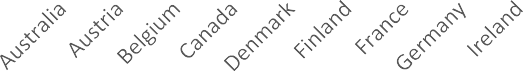 Australia
Austria
Belgium
Canada
Denmark
Finland
France
Germany
Ireland